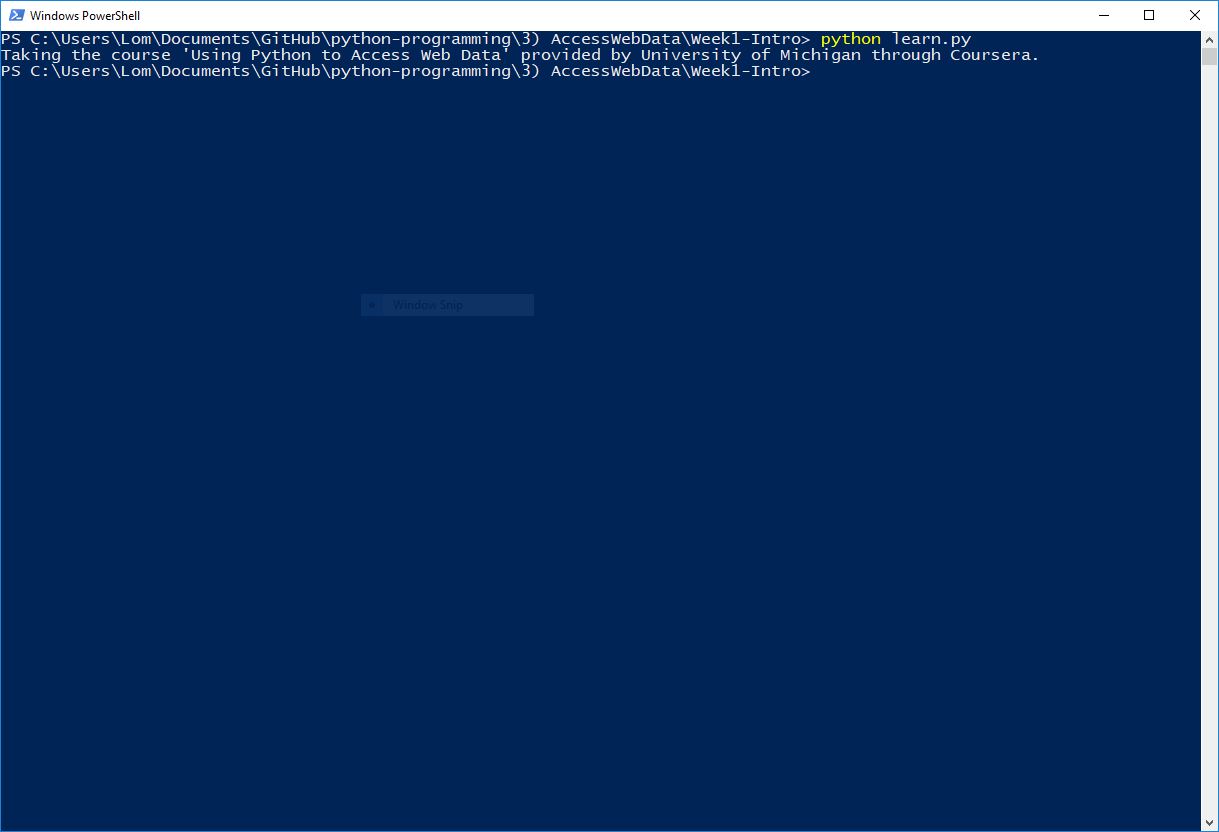 Windows PowerShell
PS C:\Users\Lom\Documents\GitHub\python-programming\3) AccessWebData\Week1-Intro> python learn.py
Taking the course 'Using Python to Access Web Data' provided by University of Michigan through Coursera.
PS C:\Users\Lom\Documents\GitHub\python-programming\3) AccessWebData\Week1-Intro>
Window Snip